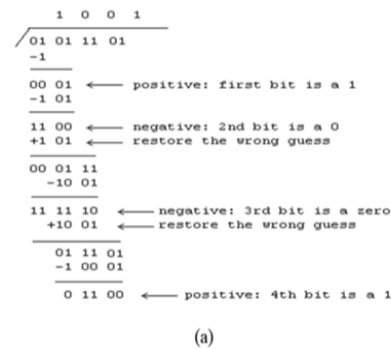 1 0 0 1
01 01 11 01
-1
00 01 ← positive: first bit is a 1
-1 01
11 00 ← negative: 2nd bit is a 0
+1 01 ← restore the wrong guess
00 01 11
-10 01
11 11 10 ← negative: 3rd bit is a zero
+10 01 ← restore the wrong guess
01 11 01
-1 00 01
0 11 00 ← positive: 4th bit is a 1
(a)